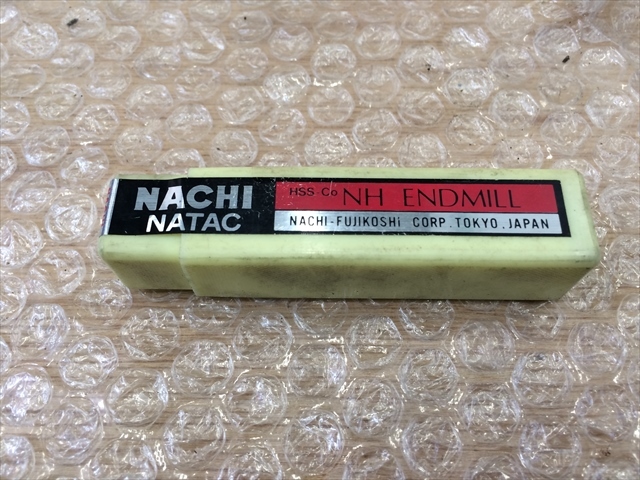 NACHI
NATAC
HSS-Co NH ENDMILL
NACHI-FUJIKOSHI CORP. TOKYO. JAPAN